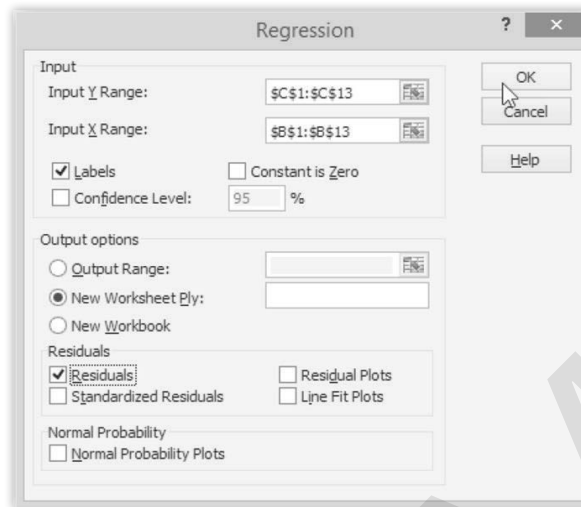 Regression
? ×
Input
Input Y Range: $C$1:$C$13
Input X Range: $B$1:$B$13
Labels Constant is Zero
Confidence Level: 95 %
OK
Cancel
Help
Output options
Output Range:
New Worksheet Ply:
New Workbook
Residuals
Residuals Residual Plots
Standardized Residuals Line Fit Plots
Normal Probability
Normal Probability Plots